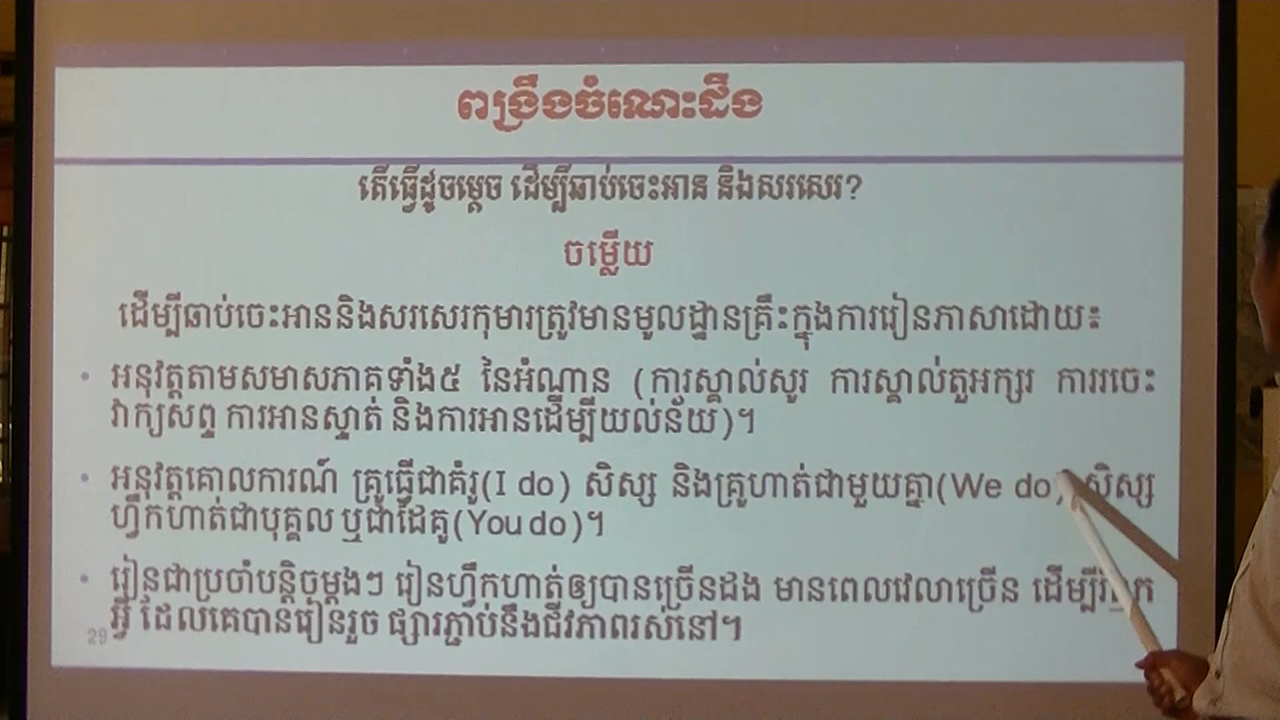 ពង្រឹងចំណេះដឹង
តើធ្វើដូចម្ដេច ដើម្បីឆាប់ចេះអាន និងសរសេរ?
ចម្លើយ
ដើម្បីឆាប់ចេះអាននិងសរសេរកុមារត្រូវមានមូលដ្ឋានគ្រឹះក្នុងការរៀនភាសាដោយ៖
• អនុវត្តតាមសមាសភាគទាំង៥ នៃអំណាន (ការស្គាល់សូរ ការស្គាល់តួអក្សរ ការចេះ
វាក្យសព្ទ ការអានស្ទាត់ និងការអានដើម្បីយល់ន័យ)។
• អនុវត្តគោលការណ៍ គ្រូធ្វើជាគំរូ(I do) សិស្ស និងគ្រូហាត់ជាមួយគ្នា(We do) សិស្ស
ហ្វឹកហាត់ជាបុគ្គល ឬជាដៃគូ(You do)។
• រៀនជាប្រចាំបន្តិចម្ដងៗ រៀនហ្វឹកហាត់ឲ្យបានច្រើនដង មានពេលវេលាច្រើន ដើម្បី
អ្វី ដែលគេបានរៀនរួច ផ្សារភ្ជាប់នឹងជីវភាពរស់នៅ។
29